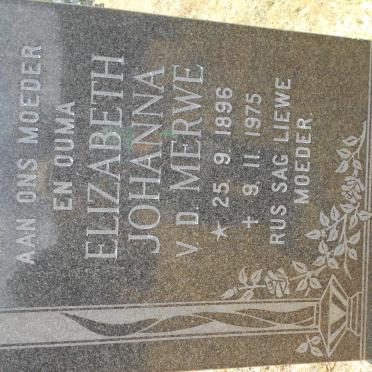 AAN ONS MOEDER
EN OUMA
ELIZABETH
JOHANNA
V. D. MERWE
★ 25. 9. 1896
+ 9. 11. 1975
RUS SAG LIEWE
MOEDER